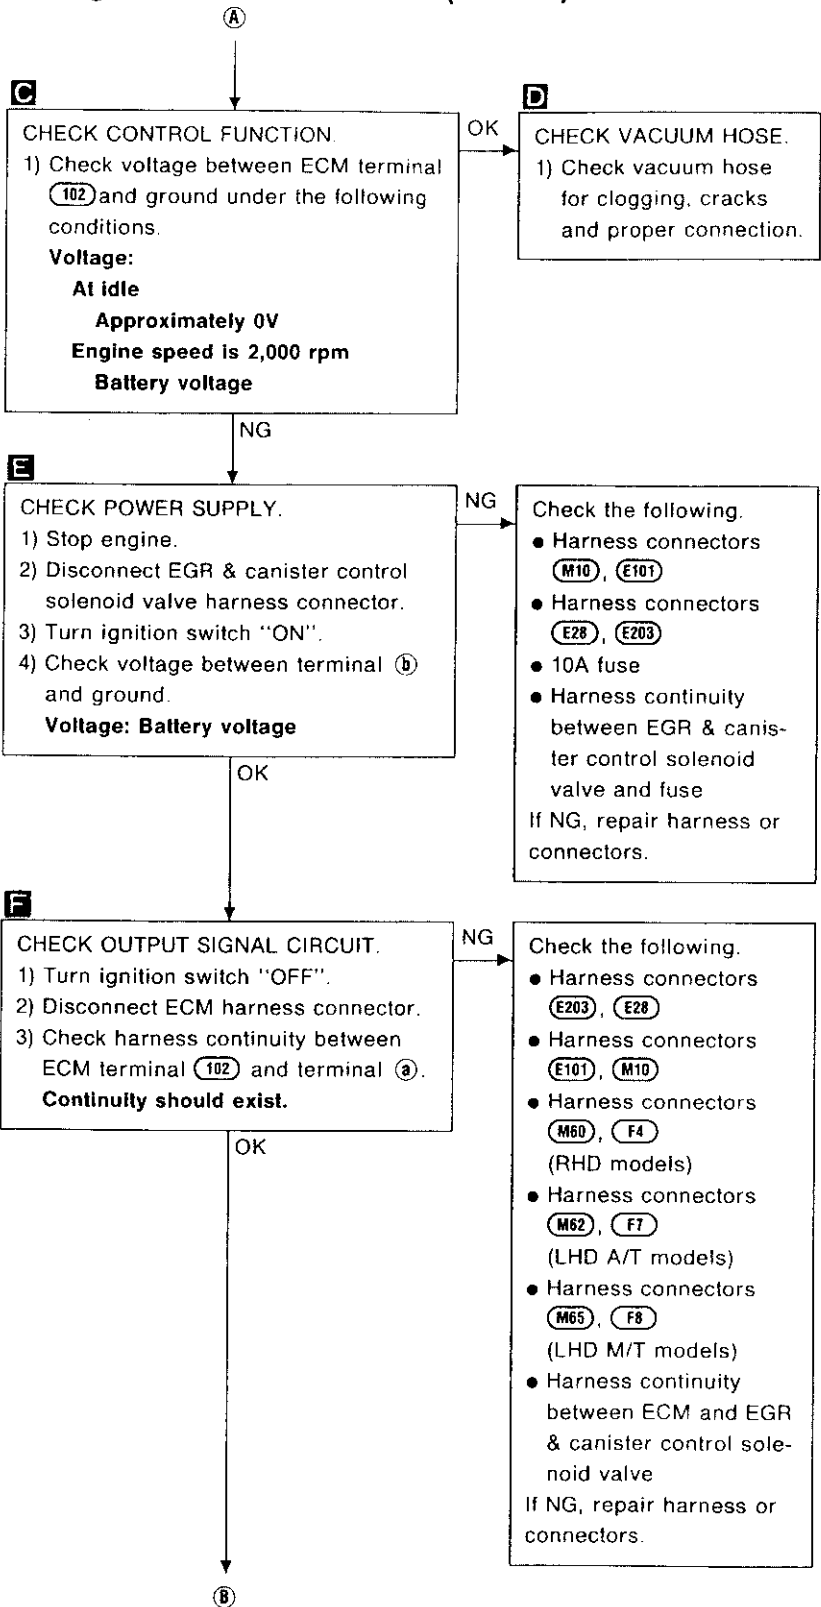 A
C
CHECK CONTROL FUNCTION.
1) Check voltage between ECM terminal
102 and ground under the following
conditions.
Voltage:
At idle
Approximately 0V
Engine speed is 2,000 rpm
Battery voltage
OK
D
CHECK VACUUM HOSE.
1) Check vacuum hose
for clogging, cracks
and proper connection.
NG
E
CHECK POWER SUPPLY.
1) Stop engine.
2) Disconnect EGR & canister control
solenoid valve harness connector.
3) Turn ignition switch "ON".
4) Check voltage between terminal b
and ground.
Voltage: Battery voltage
NG
Check the following.
● Harness connectors
M10, E101
● Harness connectors
E28, E203
● 10A fuse
● Harness continuity
between EGR & canis-
ter control solenoid
valve and fuse
If NG, repair harness or
connectors.
OK
F
CHECK OUTPUT SIGNAL CIRCUIT.
1) Turn ignition switch "OFF".
2) Disconnect ECM harness connector.
3) Check harness continuity between
ECM terminal 102 and terminal a.
Continuity should exist.
NG
Check the following.
● Harness connectors
E203, E28
● Harness connectors
E101, M10
● Harness connectors
M60, F4
(RHD models)
● Harness connectors
M62, F7
(LHD A/T models)
● Harness connectors
M65, F8
(LHD M/T models)
● Harness continuity
between ECM and EGR
& canister control sole-
noid valve
If NG, repair harness or
connectors.
OK
B